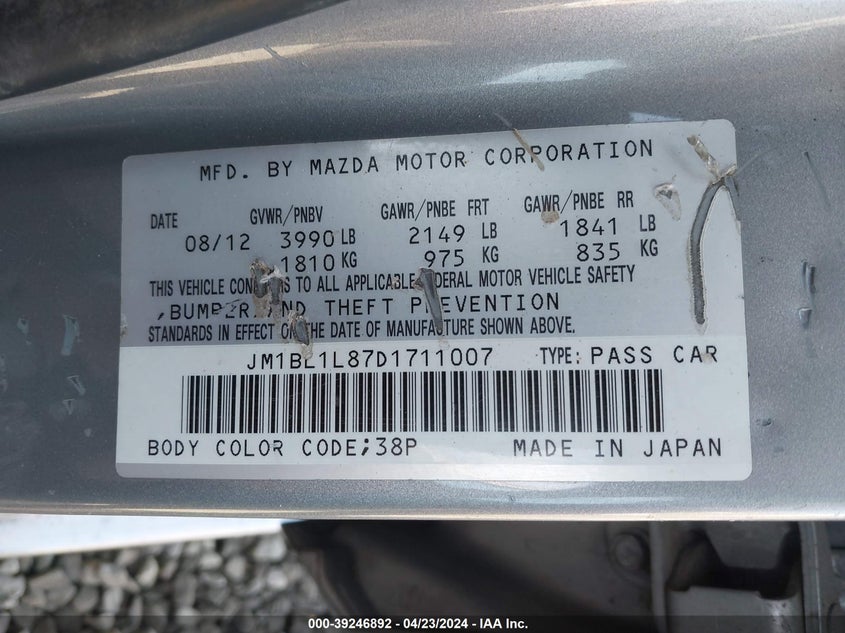 MFD. BY MAZDA MOTOR CORPORATION
DATE GVWR/PNBV GAWR/PNBE FRT GAWR/PNBE RR
08/12 3990 LB 2149 LB 1841 LB
1810 KG 975 KG 835 KG
THIS VEHICLE CONFORMS TO ALL APPLICABLE FEDERAL MOTOR VEHICLE SAFETY
,BUMPER,AND THEFT PREVENTION
STANDARDS IN EFFECT ON THE DATE OF MANUFACTURE SHOWN ABOVE.
JM1BL1L87D1711007 TYPE: PASS CAR
BODY COLOR CODE;38P MADE IN JAPAN
000-39246892 - 04/23/2024 - IAA Inc.